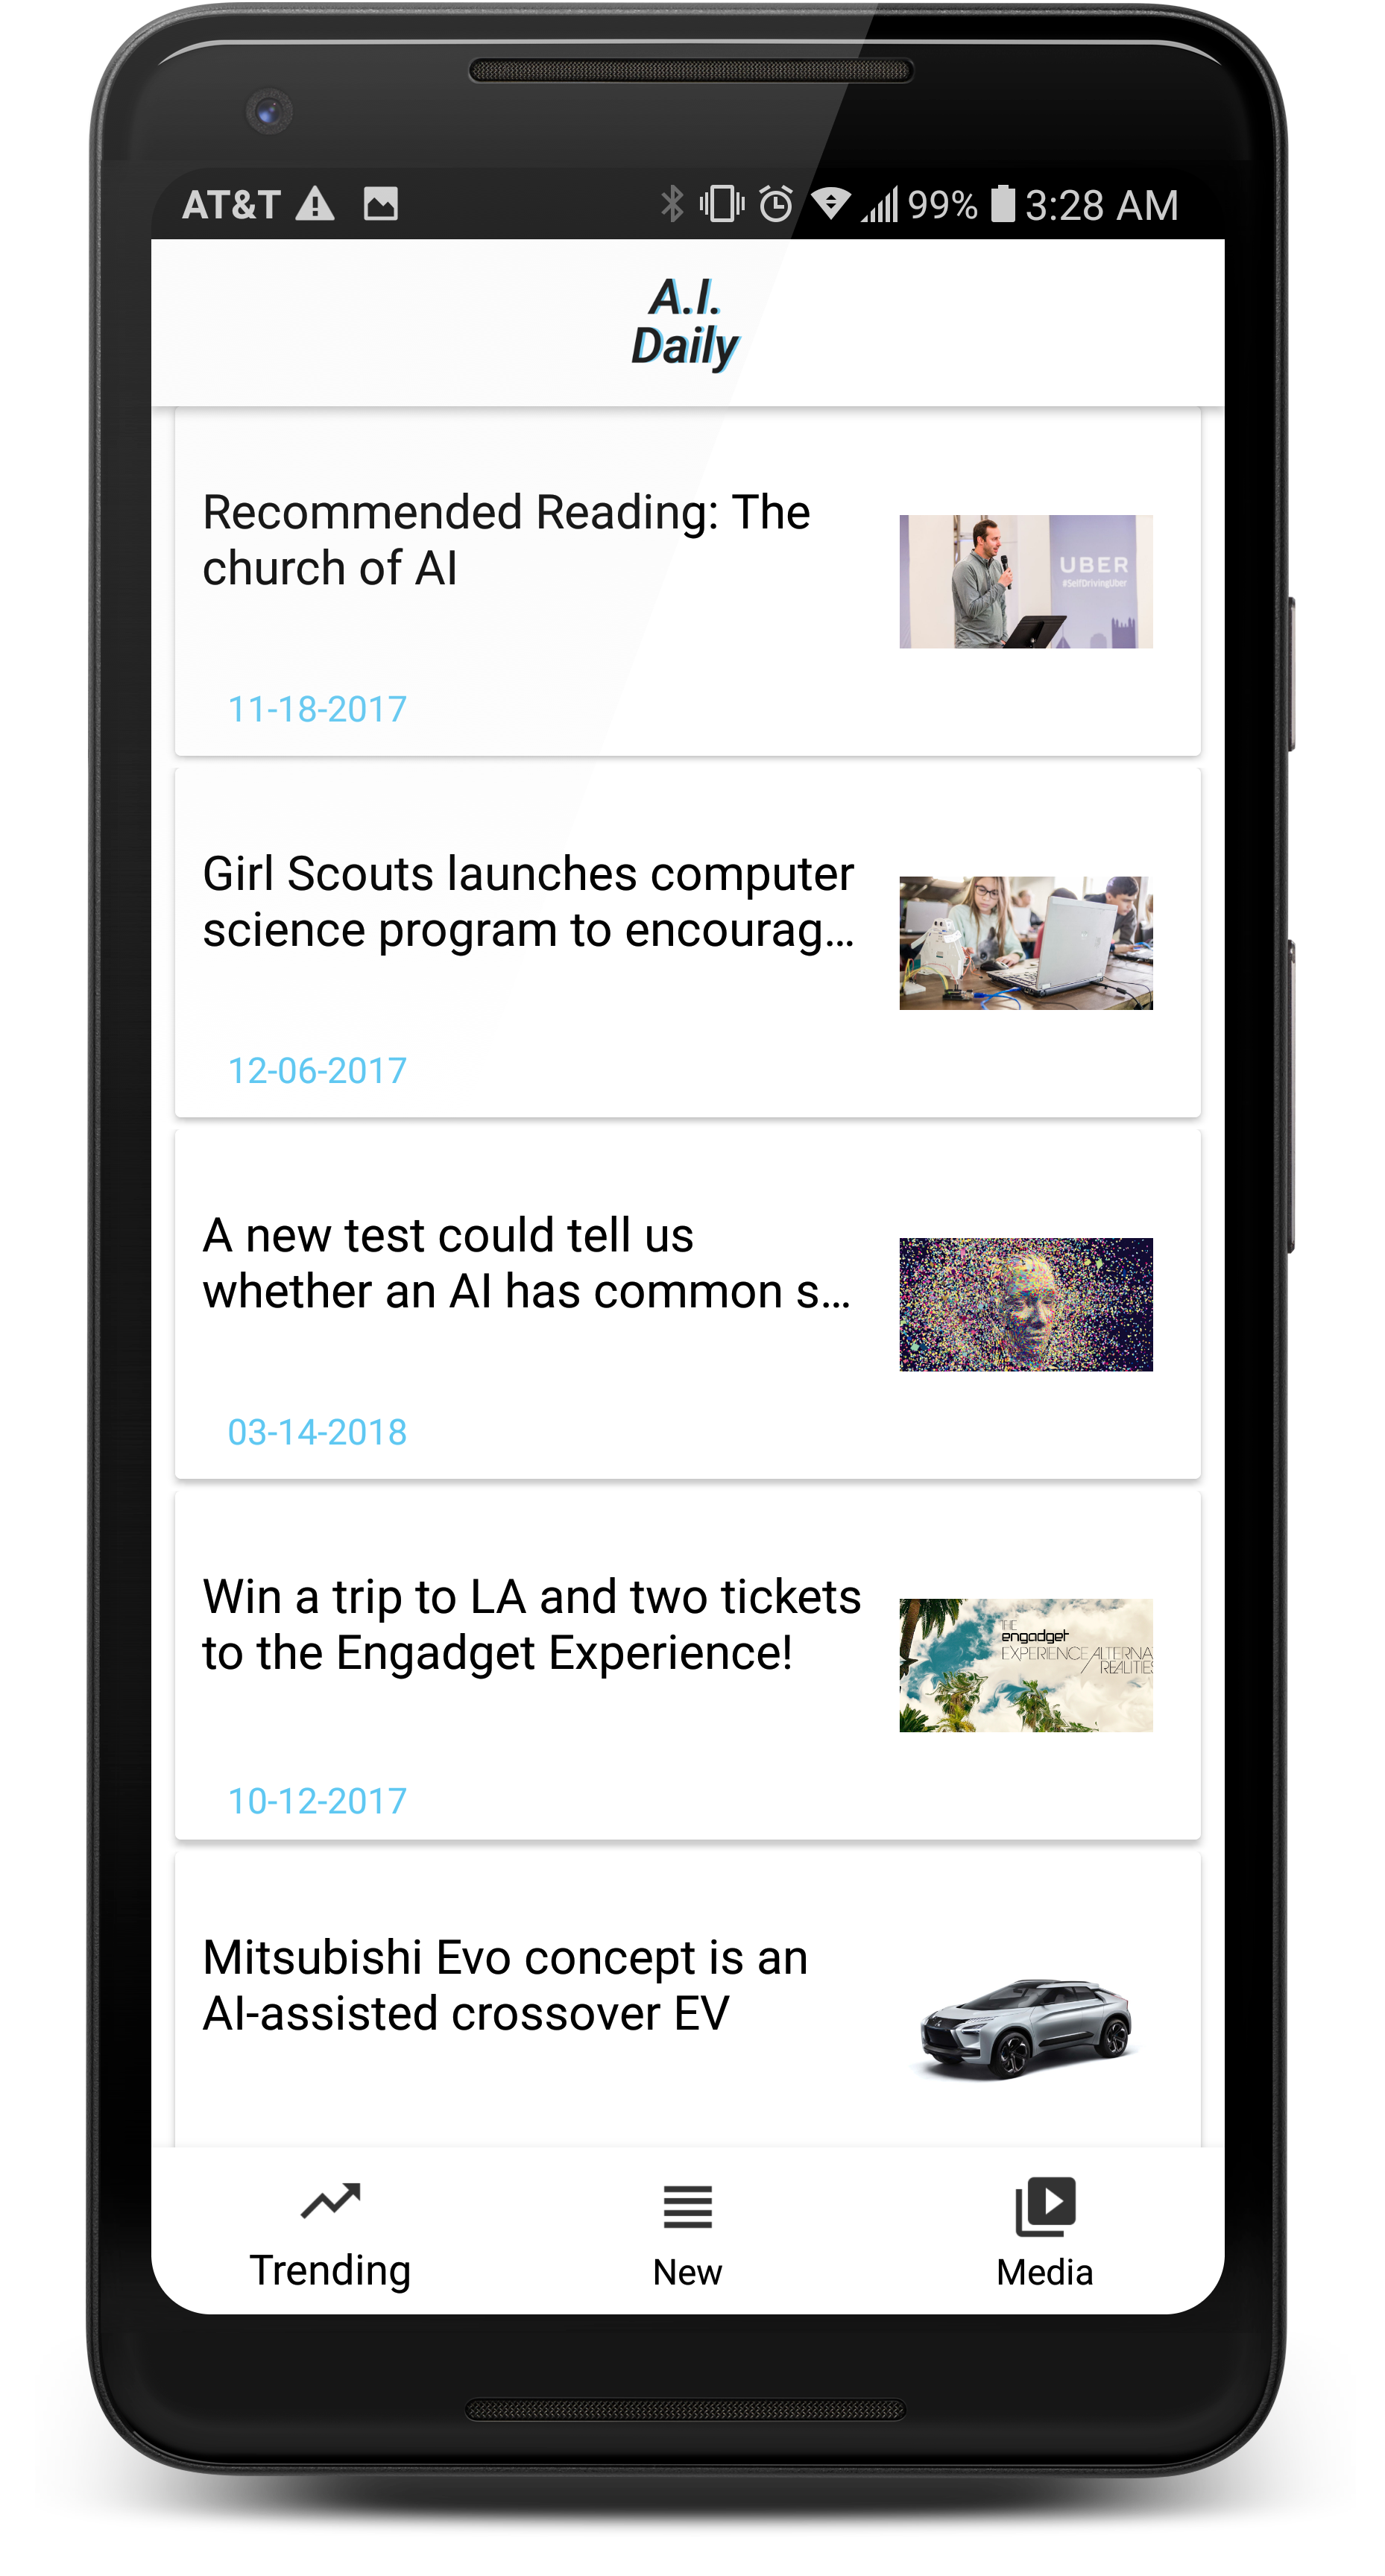 AT&T 99% 3:28 AM
A.I.
Daily
Recommended Reading: The
church of AI
UBER
#SelfDrivingUber
11-18-2017
Girl Scouts launches computer
science program to encourag...
12-06-2017
A new test could tell us
whether an AI has common s...
03-14-2018
Win a trip to LA and two tickets
to the Engadget Experience!
THE
engadget
EXPERIENCE ALTERNA
REALITIES
10-12-2017
Mitsubishi Evo concept is an
AI-assisted crossover EV
Trending New Media